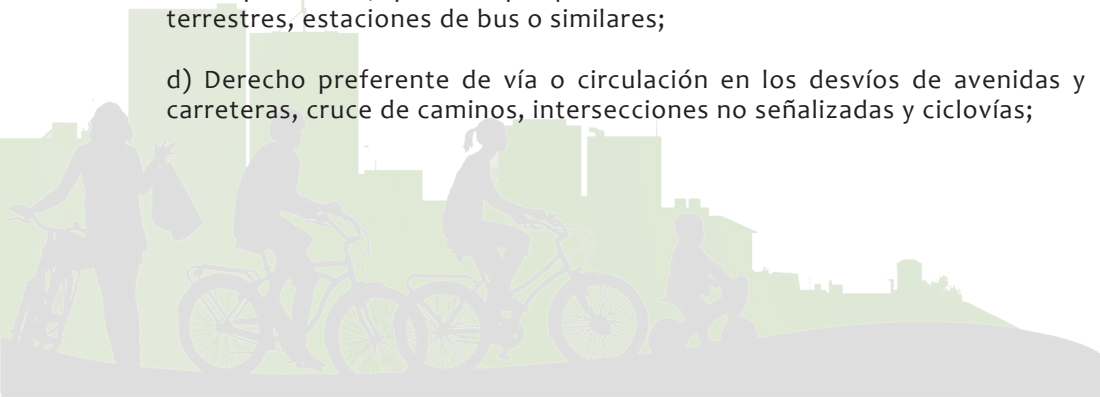 terrestres, estaciones de bus o similares;
d) Derecho preferente de vía o circulación en los desvíos de avenidas y
carreteras, cruce de caminos, intersecciones no señalizadas y ciclovías;